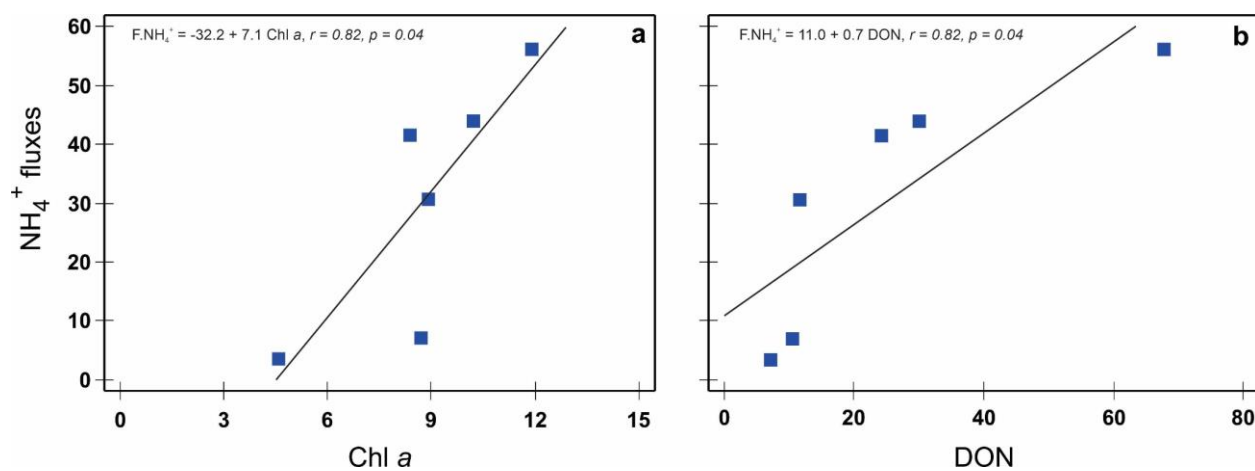 F.NH₄⁺ = -32.2 + 7.1 Chl a, r = 0.82, p = 0.04
a
60
50
40
30
20
10
0
NH₄⁺ fluxes
0 3 6 9 12 15
Chl a
F.NH₄⁺ = 11.0 + 0.7 DON, r = 0.82, p = 0.04
b
0 20 40 60 80
DON